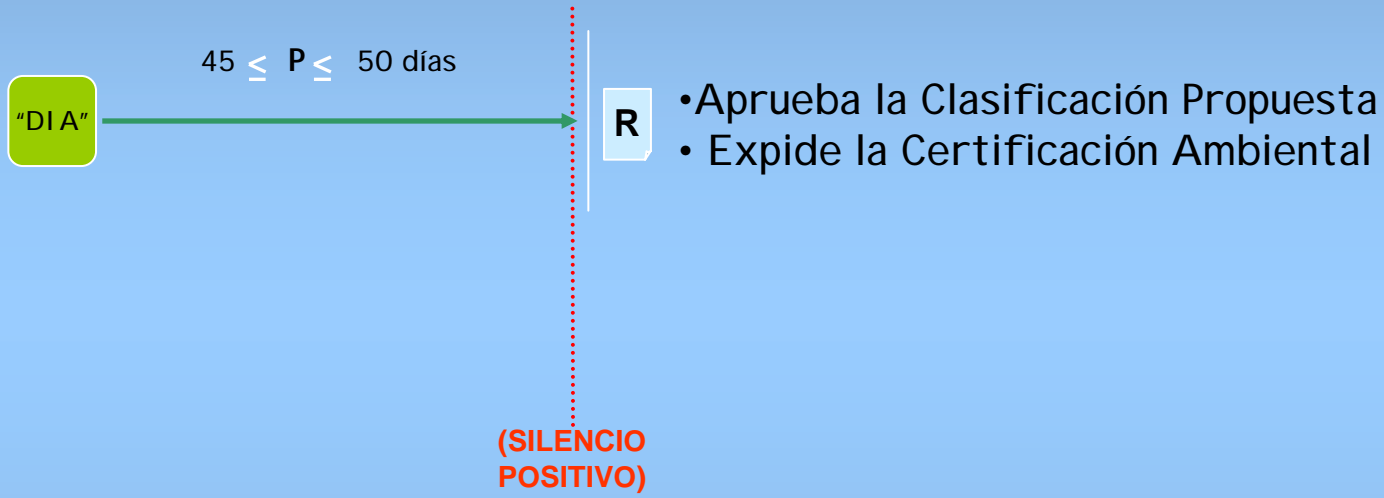 45 ≤ P ≤ 50 días
"DIA"
R
•Aprueba la Clasificación Propuesta
• Expide la Certificación Ambiental
(SILENCIO
POSITIVO)